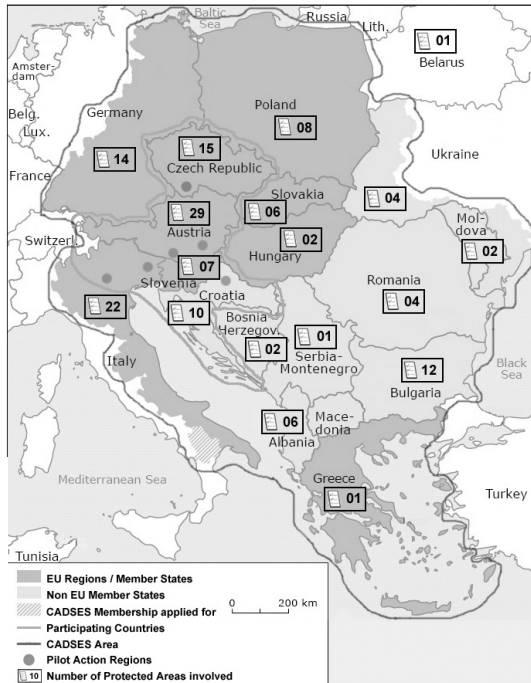 Baltic
Sea
Russia
Lith.
01
Belarus
Amster-
dam
Belg.
Lux.
Germany
Poland
08
14
15
Czech Republic
France
Ukraine
Slovakia
06
04
29
Austria
Switzerl.
02
Hungary
Mol-
dova
02
07
Slovenia
Croatia
Romania
04
22
10
Bosnia
Herzegov.
02
01
Serbia-
Montenegro
Italy
12
Bulgaria
Black
Sea
06
Albania
Mace-
donia
Mediterranean Sea
Greece
01
Turkey
Tunisia
EU Regions / Member States
Non EU Member States
CADSES Membership applied for
0 200 km
Participating Countries
CADSES Area
Pilot Action Regions
10 Number of Protected Areas involved